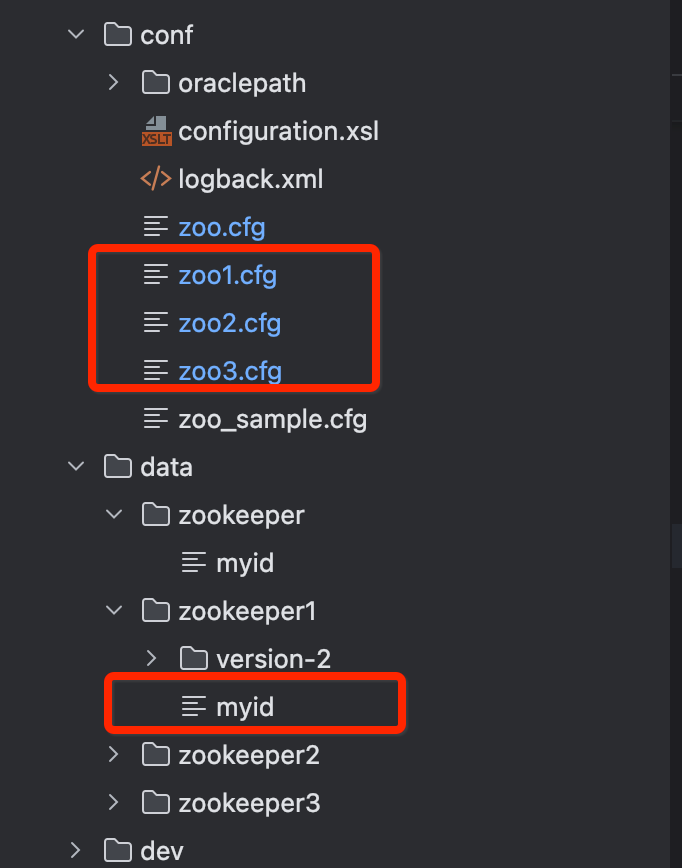 conf
oraclepath
XSLT configuration.xsl
</> logback.xml
zoo.cfg
zoo1.cfg
zoo2.cfg
zoo3.cfg
zoo_sample.cfg
data
zookeeper
myid
zookeeper1
version-2
myid
zookeeper2
zookeeper3
dev